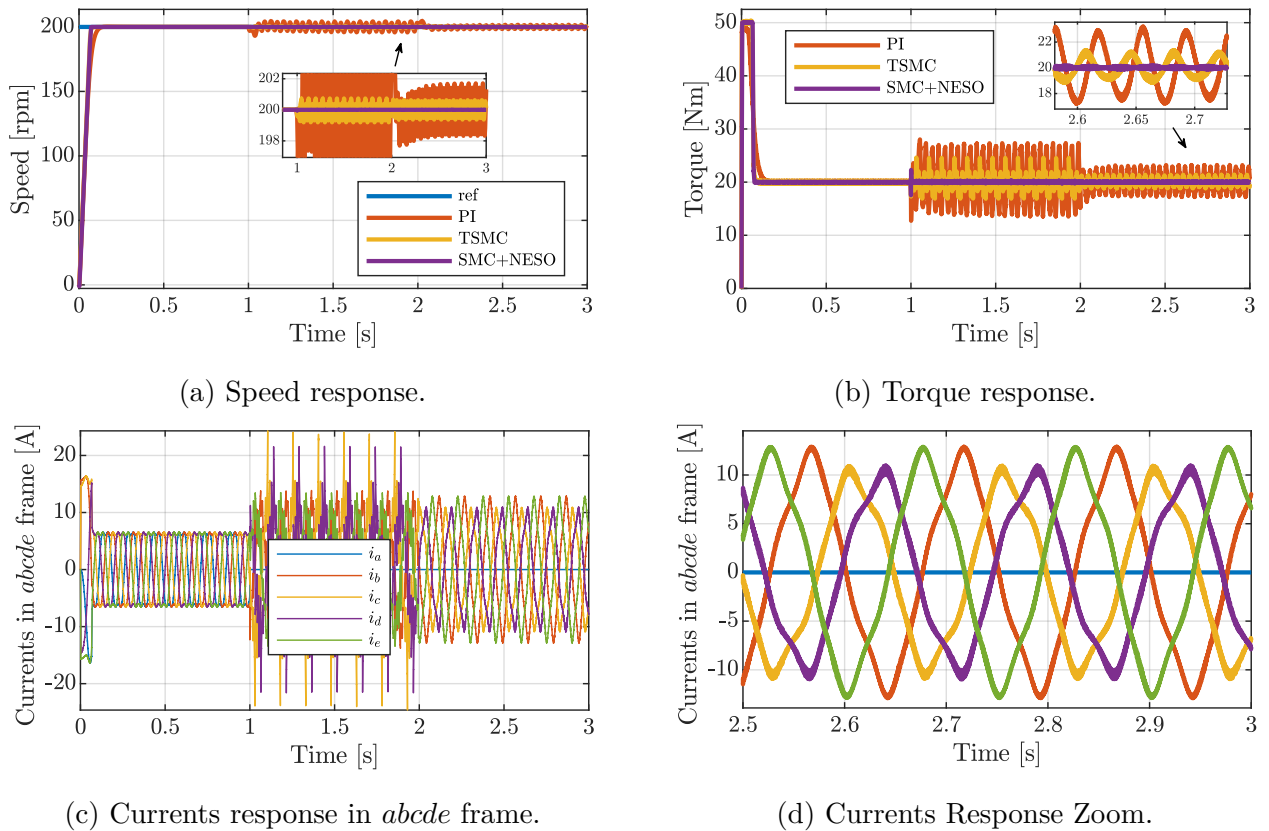 200
150
100
50
0
Speed [rpm]
202
200
198
1
2
3
ref
PI
TSMC
SMC+NESO
0
0.5
1
1.5
2
2.5
3
Time [s]
(a) Speed response.
50
40
30
20
10
0
Torque [Nm]
PI
TSMC
SMC+NESO
22
20
18
2.6
2.65
2.7
0
0.5
1
1.5
2
2.5
3
Time [s]
(b) Torque response.
20
10
0
-10
-20
Currents in abcde frame [A]
i_a
i_b
i_c
i_d
i_e
0
0.5
1
1.5
2
2.5
3
Time [s]
(c) Currents response in abcde frame.
10
5
0
-5
-10
Currents in abcde frame [A]
2.5
2.6
2.7
2.8
2.9
3
Time [s]
(d) Currents Response Zoom.